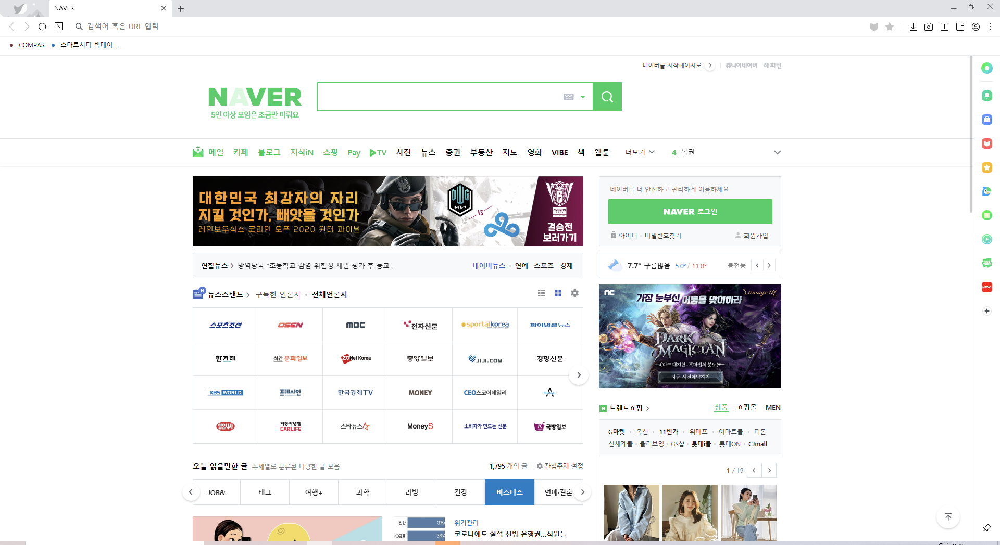 NAVER
검색어 혹은 URL 입력
COMPAS
스마트시티 빅데이...
네이버를 시작페이지로
쥬니어네이버 해피빈
NAVER
5인 이상 모임은 조금만 미뤄요
메일 카페 블로그 지식iN 쇼핑 Pay TV 사전 뉴스 증권 부동산 지도 영화 VIBE 책 웹툰 더보기 4 복권
대한민국 최강자의 자리
지킬 것인가, 빼앗을 것인가
레인보우식스 코리안 오픈 2020 윈터 파이널
DWG
KIA
VS
6
KOREAN
OPEN
결승전
보러가기
네이버를 더 안전하고 편리하게 이용하세요
NAVER 로그인
아이디 · 비밀번호찾기 회원가입
연합뉴스 방역당국 "초등학교 감염 위험성 세밀 평가 후 등교...
네이버뉴스 · 연예 스포츠 경제
7.7° 구름많음 5.0° / 11.0° 봉천동
뉴스스탠드 구독한 언론사 · 전체언론사
스포츠조선 OSEN MBC 전자신문 sportalkorea 파이낸셜뉴스
한겨레 석간 문화일보 ZDNet Korea 중앙일보 JIJI.COM 경향신문
KBS WORLD 프레시안 한국경제TV MONEY CEO스코어데일리 CHANNEL A
일요시사 자동차생활 CARLIFE 스타뉴스 MoneyS 소비자가 만드는 신문 국방일보
nc
Lineage M
가장 눈부신 어둠을 맞이하라
DARK
MAGICIAN
다크 매지션 : 흑마법의 분노
지금 사전예약하기
트렌드쇼핑 상품 쇼핑몰 MEN
G마켓 · 옥션 · 11번가 · 위메프 · 이마트몰 · 티몬
신세계몰 · 올리브영 · GS샵 · 롯데i몰 · 롯데ON · CJmall
1 / 19
오늘 읽을만한 글 주제별로 분류된 다양한 글 모음 1,795 개의 글 관심주제 설정
JOB& 테크 여행+ 과학 리빙 건강 비즈니스 연애·결혼
신한 3조4
KB금융 3조4
위기관리
코로나에도 실적 선방 은행권...직원들
WEB
TOON
NOW.